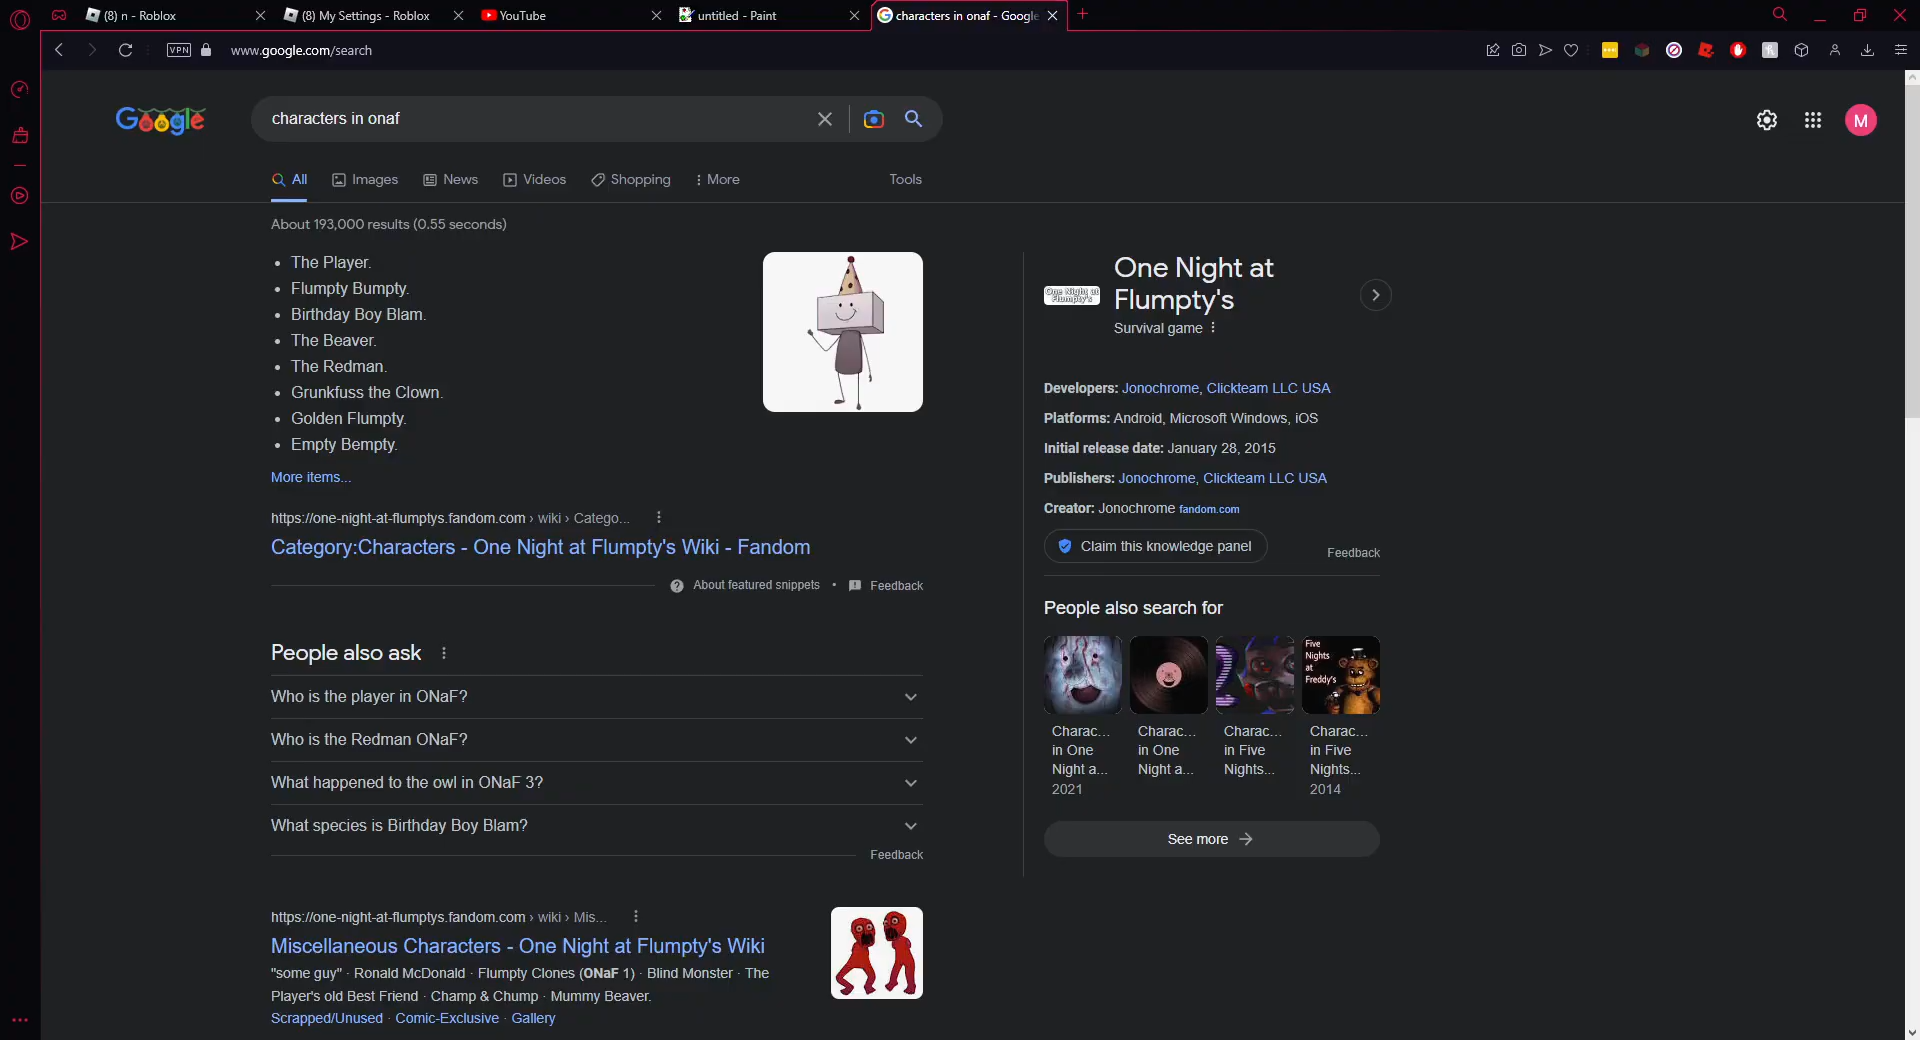 (8) n - Roblox
(8) My Settings - Roblox
YouTube
untitled - Paint
characters in onaf - Google
VPN
www.google.com/search
Google
characters in onaf
M
All
Images
News
Videos
Shopping
More
Tools
About 193,000 results (0.55 seconds)
The Player.
Flumpty Bumpty.
Birthday Boy Blam.
The Beaver.
The Redman.
Grunkfuss the Clown.
Golden Flumpty.
Empty Bempty.
More items...
https://one-night-at-flumptys.fandom.com › wiki › Catego...
Category:Characters - One Night at Flumpty's Wiki - Fandom
About featured snippets • Feedback
People also ask
Who is the player in ONaF?
Who is the Redman ONaF?
What happened to the owl in ONaF 3?
What species is Birthday Boy Blam?
Feedback
https://one-night-at-flumptys.fandom.com › wiki › Mis...
Miscellaneous Characters - One Night at Flumpty's Wiki
"some guy" · Ronald McDonald · Flumpty Clones (ONaF 1) · Blind Monster · The
Player's old Best Friend · Champ & Chump · Mummy Beaver.
Scrapped/Unused · Comic-Exclusive · Gallery
One Night at
Flumpty's
One Night at
Flumpty's
Survival game
Developers: Jonochrome, Clickteam LLC USA
Platforms: Android, Microsoft Windows, iOS
Initial release date: January 28, 2015
Publishers: Jonochrome, Clickteam LLC USA
Creator: Jonochrome fandom.com
Claim this knowledge panel
Feedback
People also search for
Five
Nights
at
Freddy's
Charac...
in One
Night a...
2021
Charac...
in One
Night a...
Charac...
in Five
Nights...
Charac...
in Five
Nights...
2014
See more